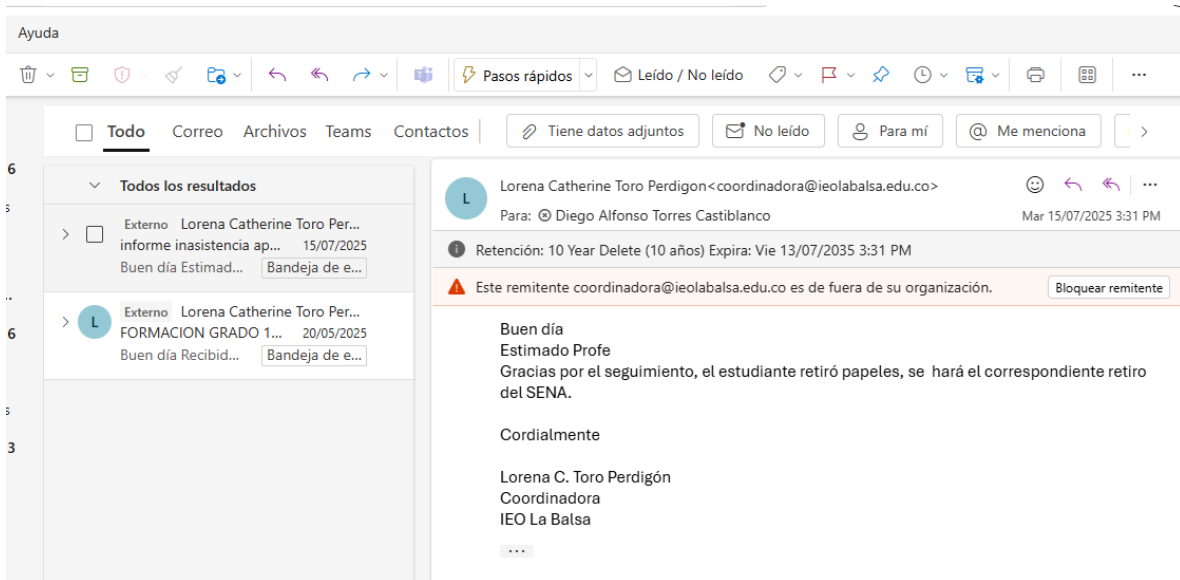 Ayuda
Pasos rápidos
Leído / No leído
Todo Correo Archivos Teams Contactos
Tiene datos adjuntos
No leído
Para mí
Me menciona
6
s
Todos los resultados
Externo Lorena Catherine Toro Per...
informe inasistencia ap... 15/07/2025
Buen día Estimad... Bandeja de e...
..
6
Externo Lorena Catherine Toro Per...
L
FORMACION GRADO 1... 20/05/2025
Buen día Recibid... Bandeja de e...
s
3
L
Lorena Catherine Toro Perdigon<coordinadora@ieolabalsa.edu.co>
Para: Diego Alfonso Torres Castiblanco
Mar 15/07/2025 3:31 PM
Retención: 10 Year Delete (10 años) Expira: Vie 13/07/2035 3:31 PM
Este remitente coordinadora@ieolabalsa.edu.co es de fuera de su organización.
Bloquear remitente
Buen día
Estimado Profe
Gracias por el seguimiento, el estudiante retiró papeles, se hará el correspondiente retiro
del SENA.
Cordialmente
Lorena C. Toro Perdigón
Coordinadora
IEO La Balsa
...